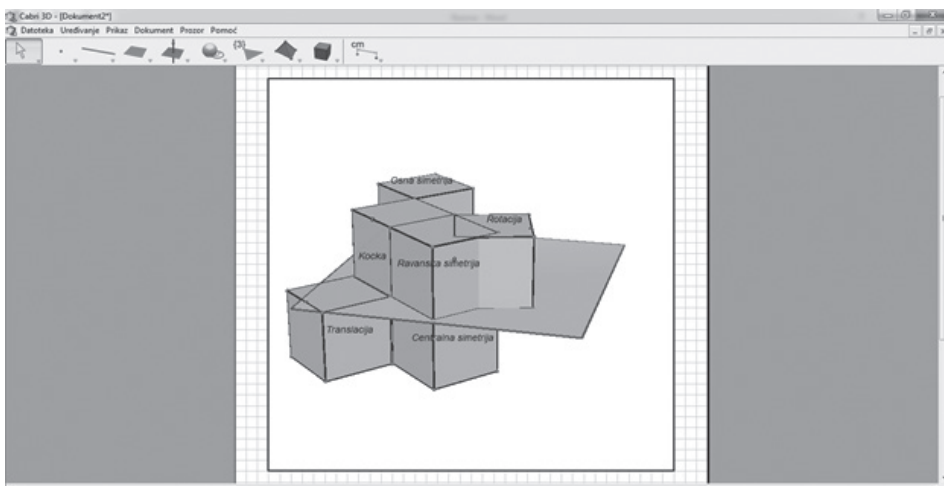 Cabri 3D - [Dokument2*]
Datoteka Uređivanje Prikaz Dokument Prozor Pomoć
{3}
cm
Osna simetrija
Rotacija
Kocka
Ravanska simetrija
Translacija
Centralna simetrija